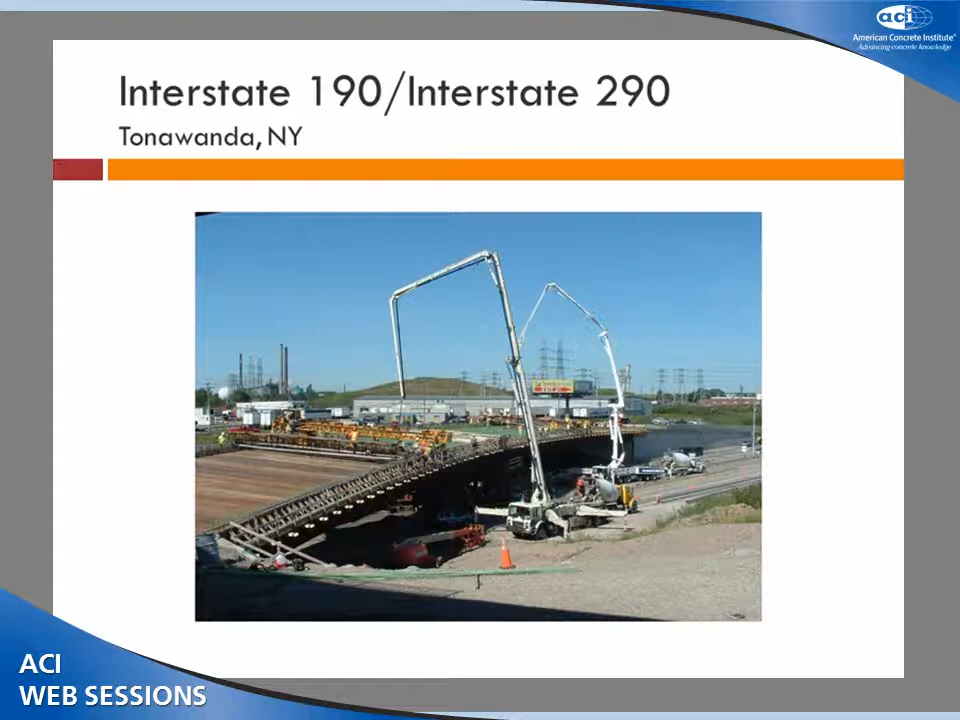 aci
American Concrete Institute®
Advancing concrete knowledge
Interstate 190/Interstate 290
Tonawanda, NY
ACI
WEB SESSIONS